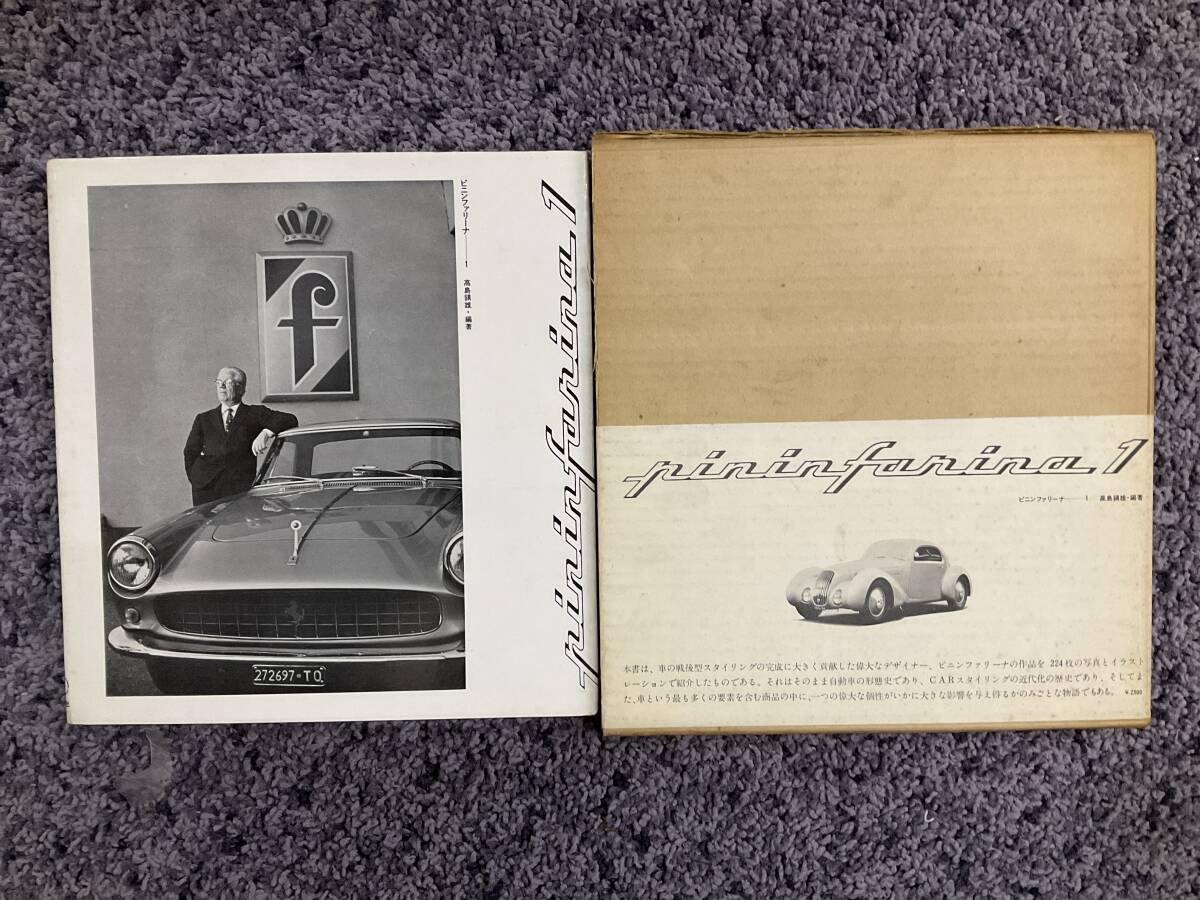 ピニンファリーナ——1 高島鎮雄・編著
pininfarina 1
f
272697-TO
pininfarina 1
ピニンファリーナ——1 高島鎮雄・編著
本書は、車の戦後型スタイリングの完成に大きく貢献した偉大なデザイナー、ピニンファリーナの作品を 224枚の写真とイラスト
レーションで紹介したものである。それはそのまま自動車の形態史であり、CARスタイリングの近代化の歴史であり、そしてま
た、車という最も多くの要素を含む商品の中に、一つの偉大な個性がいかに大きな影響を与え得るかのみごとな物語でもある。 ¥.2500